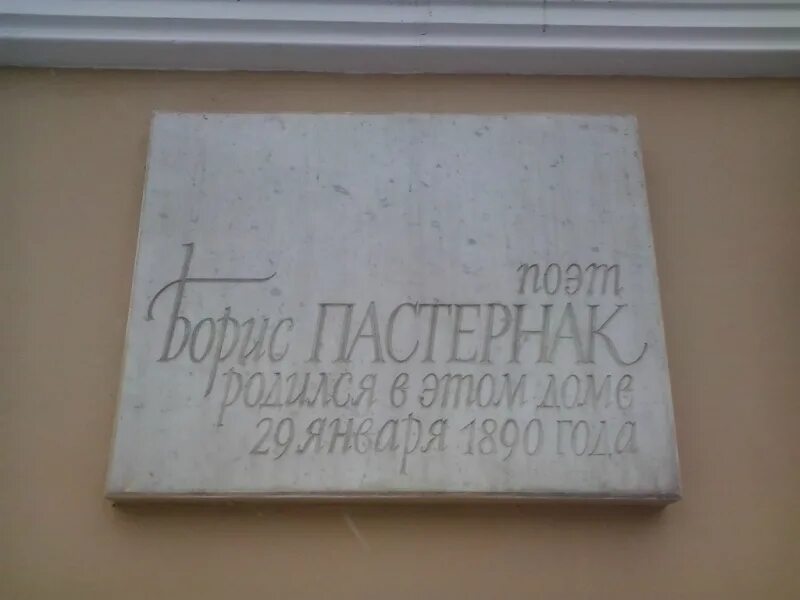 поэт
Борис ПАСТЕРНАК
родился в этом доме
29 января 1890 года